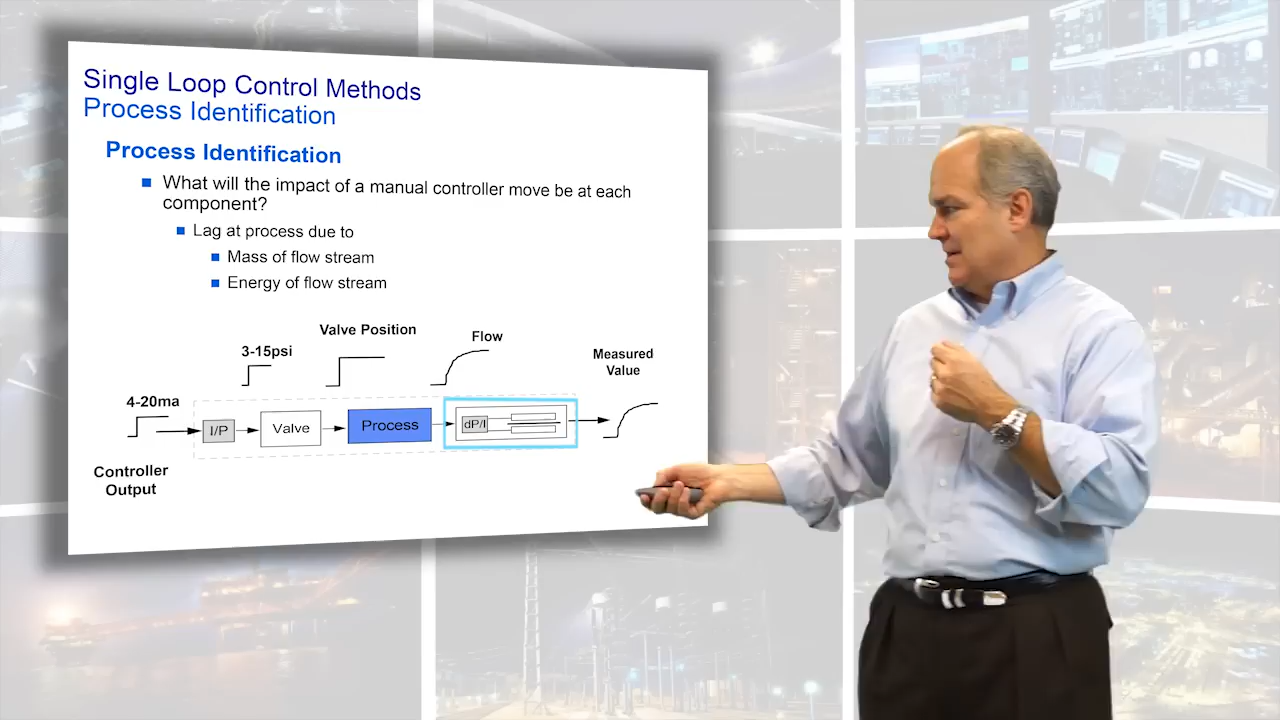 Single Loop Control Methods
Process Identification
Process Identification
What will the impact of a manual controller move be at each
component?
Lag at process due to
Mass of flow stream
Energy of flow stream
Valve Position
Flow
3-15psi
Measured
Value
4-20ma
I/P
Valve
Process
dP/I
Controller
Output